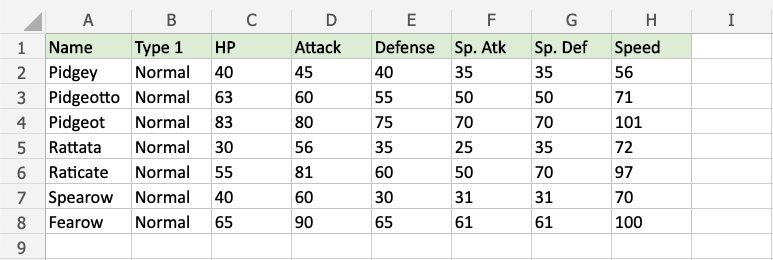 A B C D E F G H I
1 Name Type 1 HP Attack Defense Sp. Atk Sp. Def Speed
2 Pidgey Normal 40 45 40 35 35 56
3 Pidgeotto Normal 63 60 55 50 50 71
4 Pidgeot Normal 83 80 75 70 70 101
5 Rattata Normal 30 56 35 25 35 72
6 Raticate Normal 55 81 60 50 70 97
7 Spearow Normal 40 60 30 31 31 70
8 Fearow Normal 65 90 65 61 61 100
9